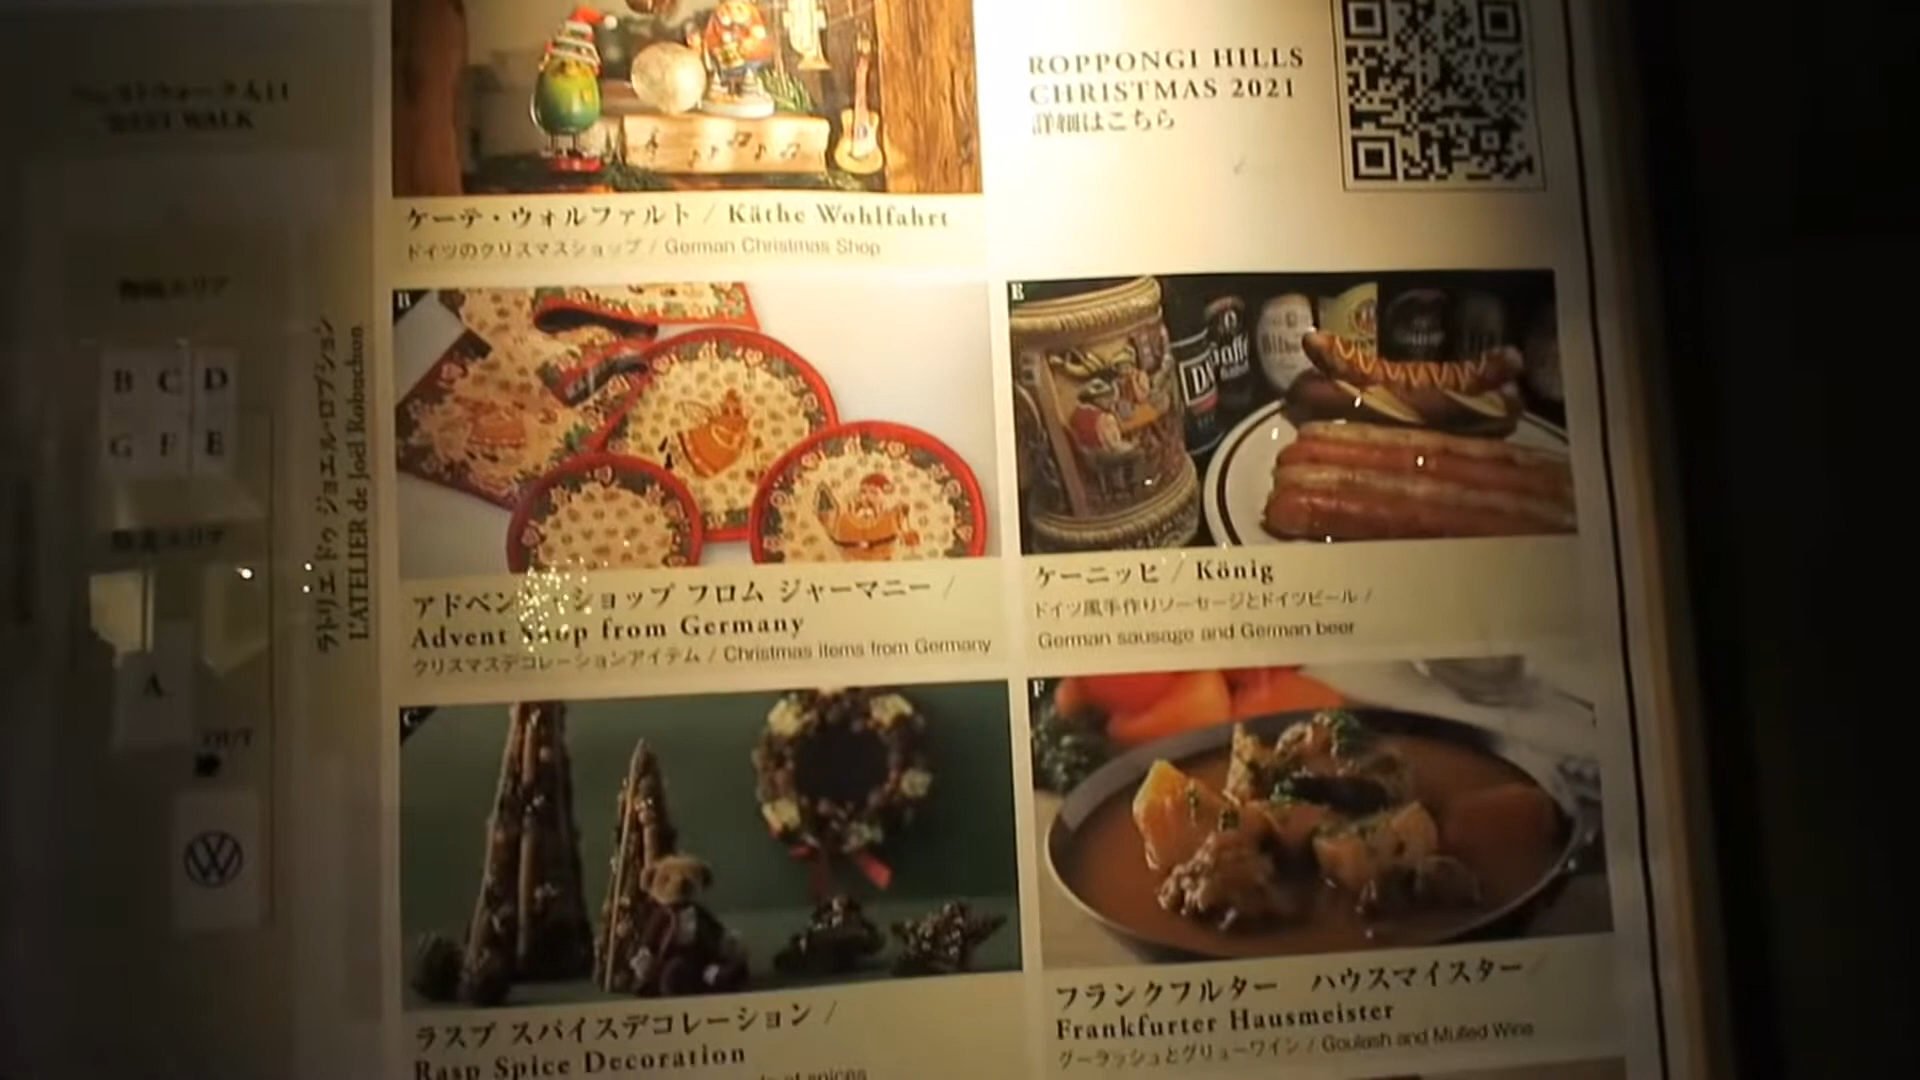 WEST WALK
B C D
G F E
A
OUT
ラトリエ ドゥ ジョエル・ロブション
L'ATELIER de Joël Robuchon
ケーテ・ウォルファルト / Käthe Wohlfahrt
ドイツのクリスマスショップ / German Christmas Shop
B
アドベン ショップ フロム ジャーマニー /
Advent Shop from Germany
クリスマスデコレーションアイテム / Christmas items from Germany
C
ラスプ スパイスデコレーション /
Rasp Spice Decoration
of spices
ROPPONGI HILLS
CHRISTMAS 2021
詳細はこちら
E
ケーニッヒ / König
ドイツ風手作りソーセージとドイツビール /
German sausage and German beer
F
フランクフルター ハウスマイスター /
Frankfurter Hausmeister
グーラッシュとグリューワイン / Goulash and Mulled Wine